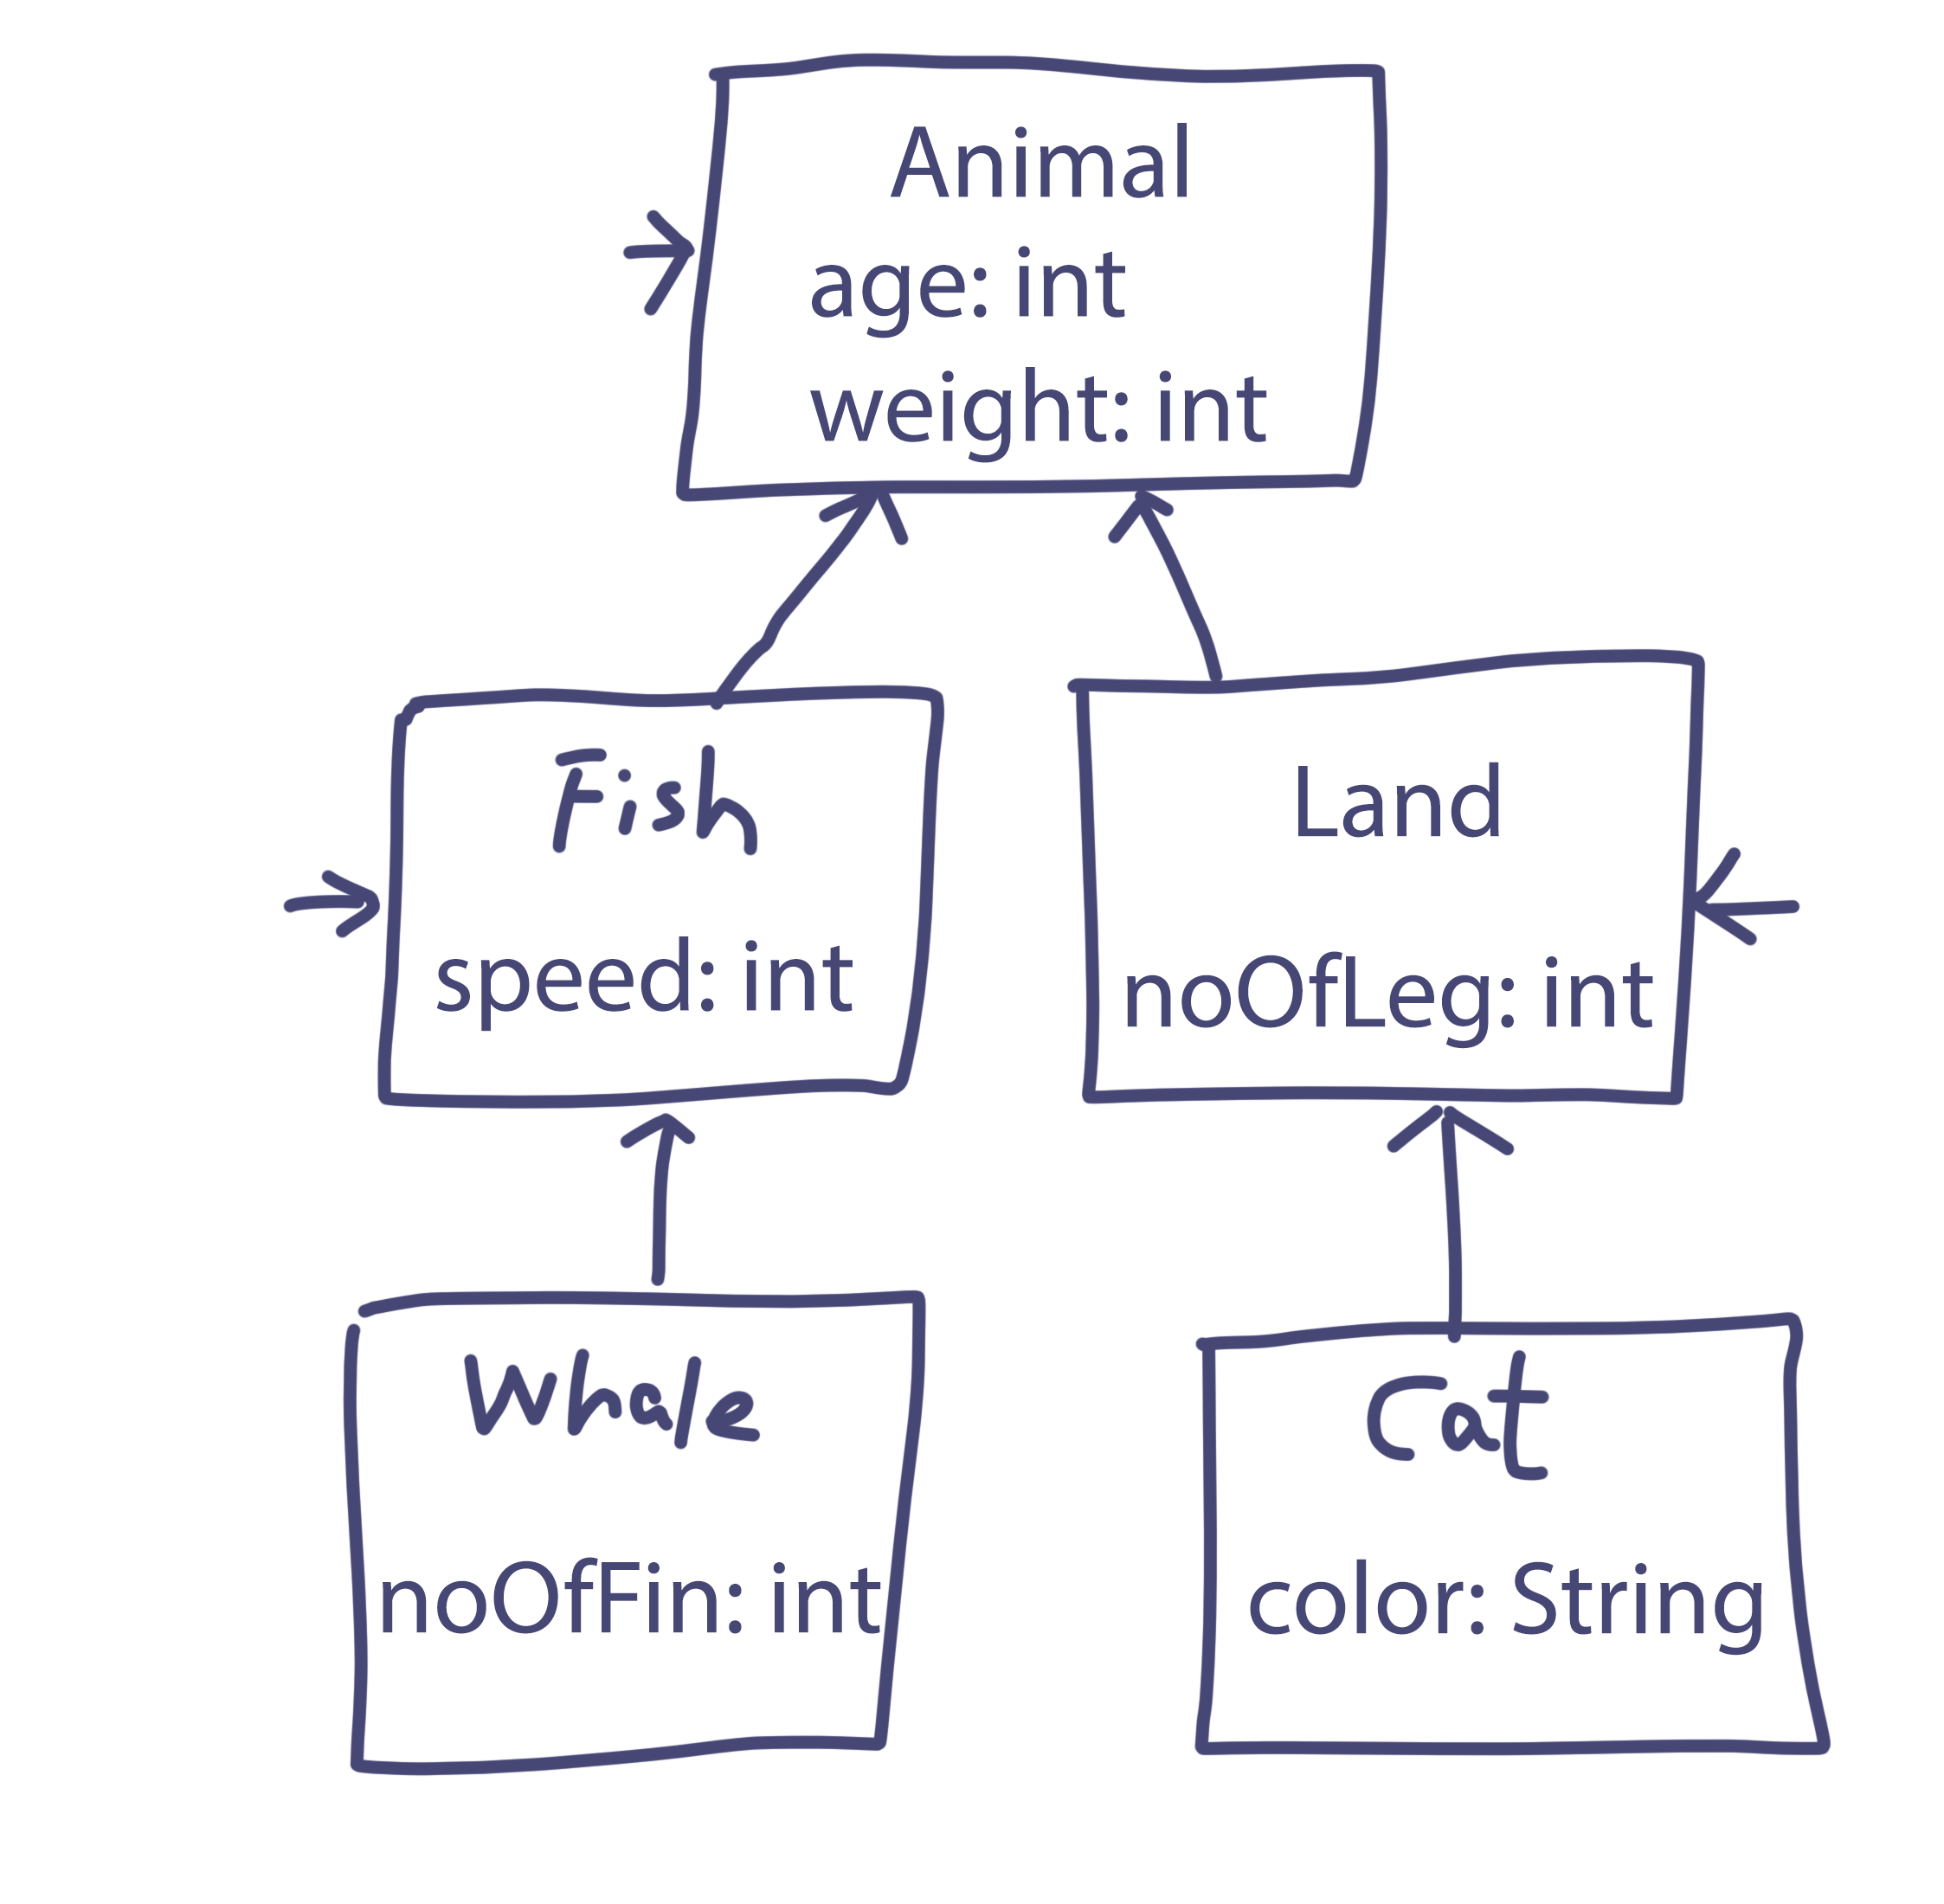 Animal
age: int
weight: int
Fish
speed: int
Land
noOfLeg: int
Whale
noOfFin: int
Cat
color: String